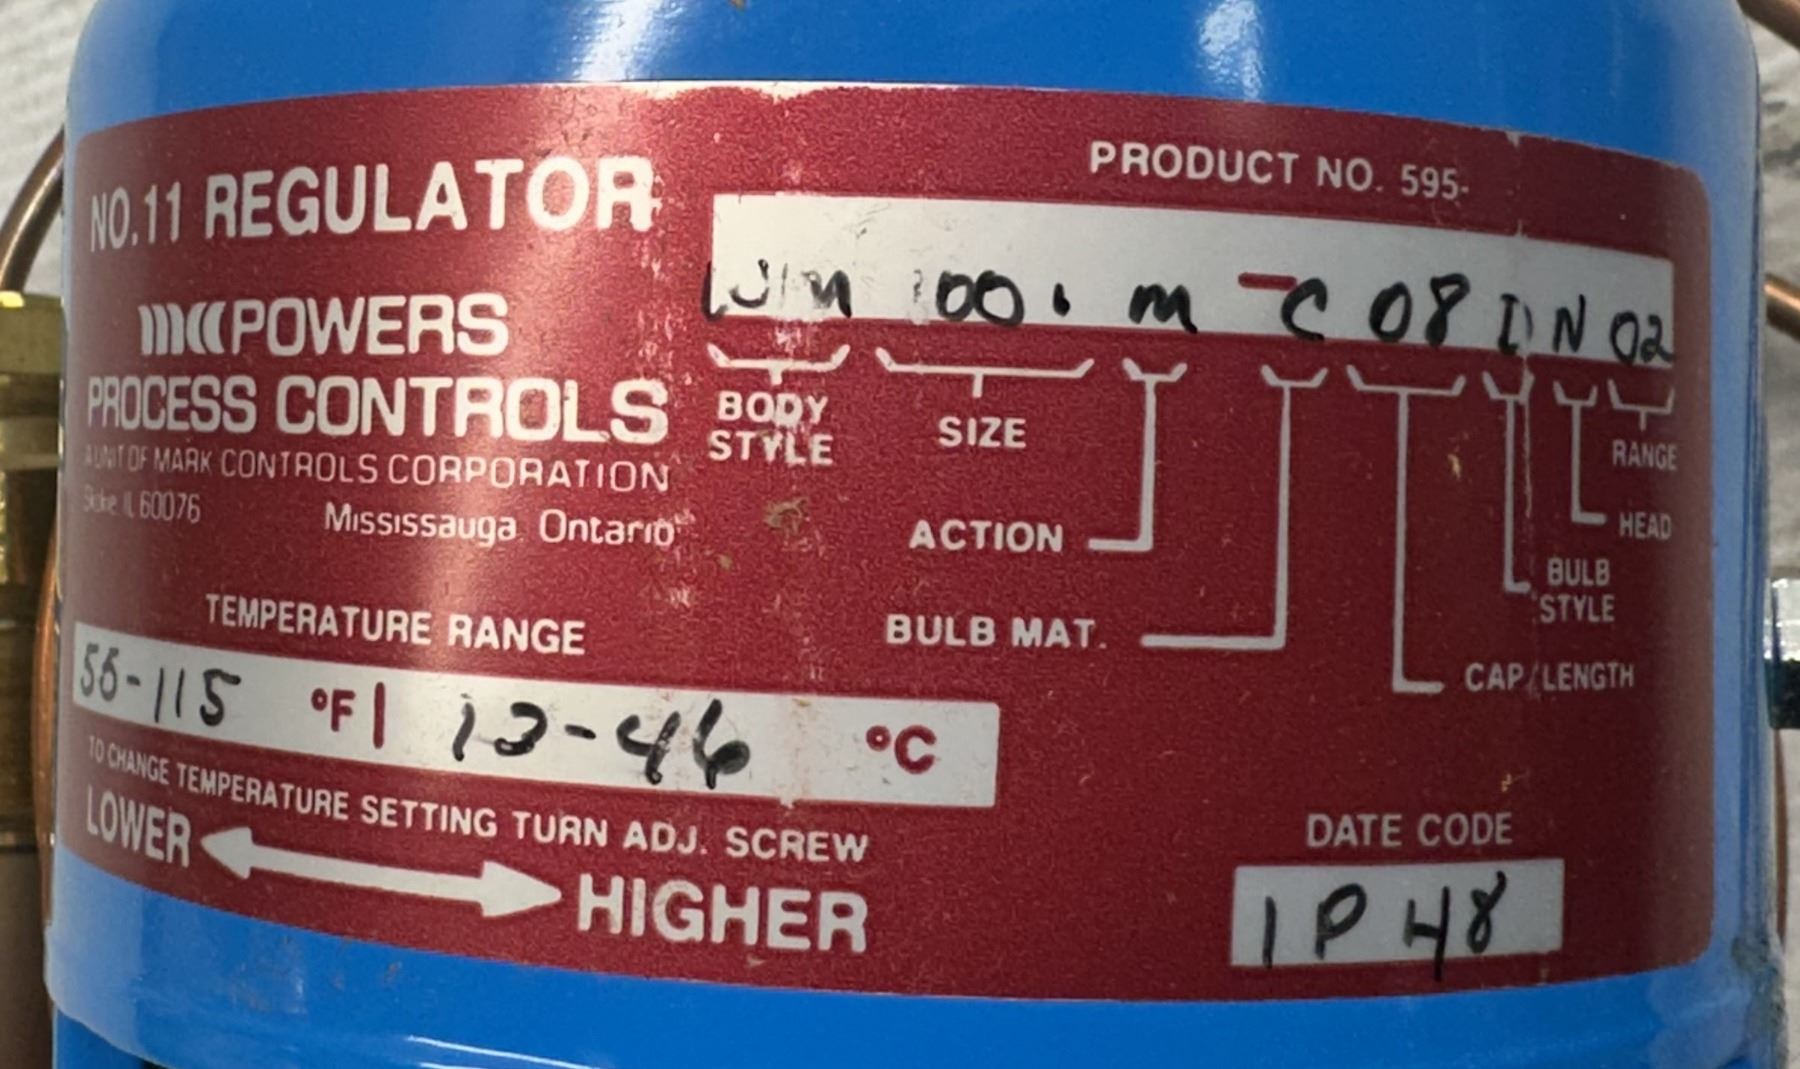 NO.11 REGULATOR
POWERS
PROCESS CONTROLS
A UNIT OF MARK CONTROLS CORPORATION
Skokie, IL 60076 Mississauga, Ontario
PRODUCT NO. 595-
100 · M - C 08 D N 02
BODY STYLE
SIZE
ACTION
BULB MAT.
CAP/LENGTH
BULB STYLE
HEAD
RANGE
TEMPERATURE RANGE
55-115 °F | 13-46 °C
TO CHANGE TEMPERATURE SETTING TURN ADJ. SCREW
LOWER
HIGHER
DATE CODE
1P48